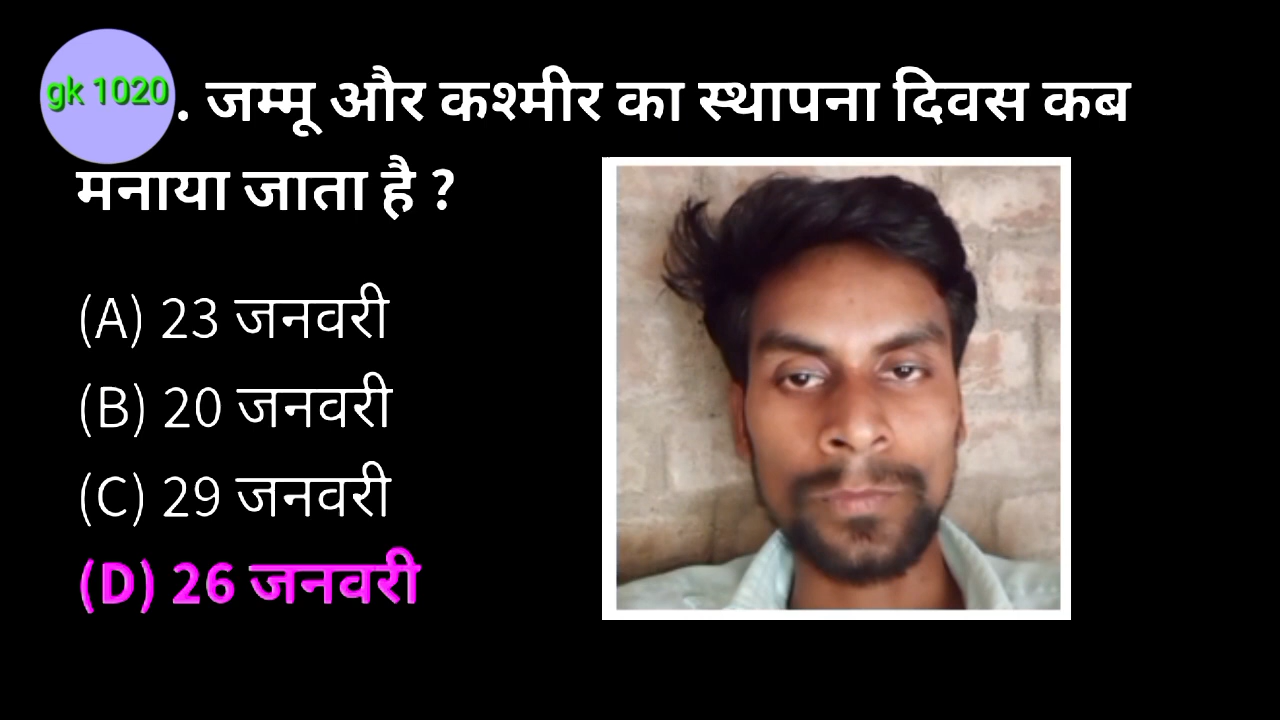 gk 1020 . जम्मू और कश्मीर का स्थापना दिवस कब
मनाया जाता है ?
(A) 23 जनवरी
(B) 20 जनवरी
(C) 29 जनवरी
(D) 26 जनवरी